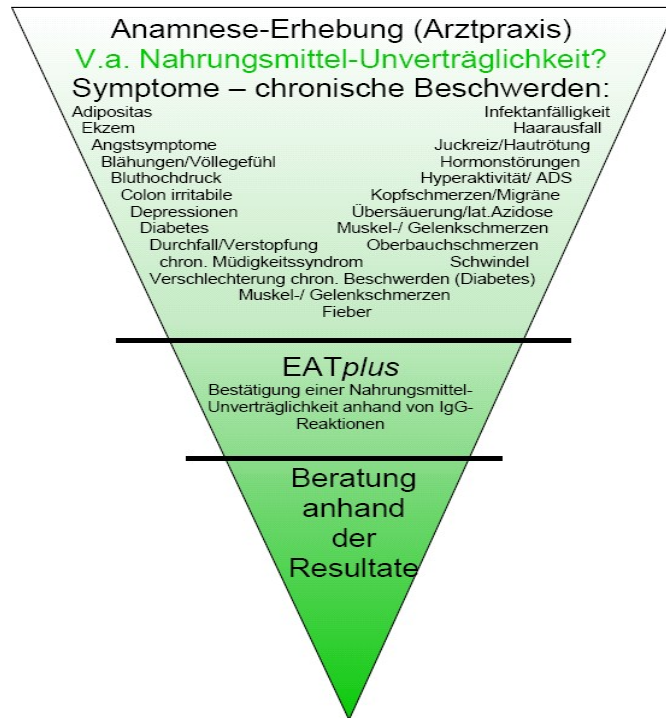 Anamnese-Erhebung (Arztpraxis)
V.a. Nahrungsmittel-Unverträglichkeit?
Symptome – chronische Beschwerden:
Adipositas Infektanfälligkeit
Ekzem Haarausfall
Angstsymptome Juckreiz/Hautrötung
Blähungen/Völlegefühl Hormonstörungen
Bluthochdruck Hyperaktivität/ ADS
Colon irritabile Kopfschmerzen/Migräne
Depressionen Übersäuerung/lat.Azidose
Diabetes Muskel-/ Gelenkschmerzen
Durchfall/Verstopfung Oberbauchschmerzen
chron. Müdigkeitssyndrom Schwindel
Verschlechterung chron. Beschwerden (Diabetes)
Muskel-/ Gelenkschmerzen
Fieber
EATplus
Bestätigung einer Nahrungsmittel-
Unverträglichkeit anhand von IgG-
Reaktionen
Beratung
anhand
der
Resultate